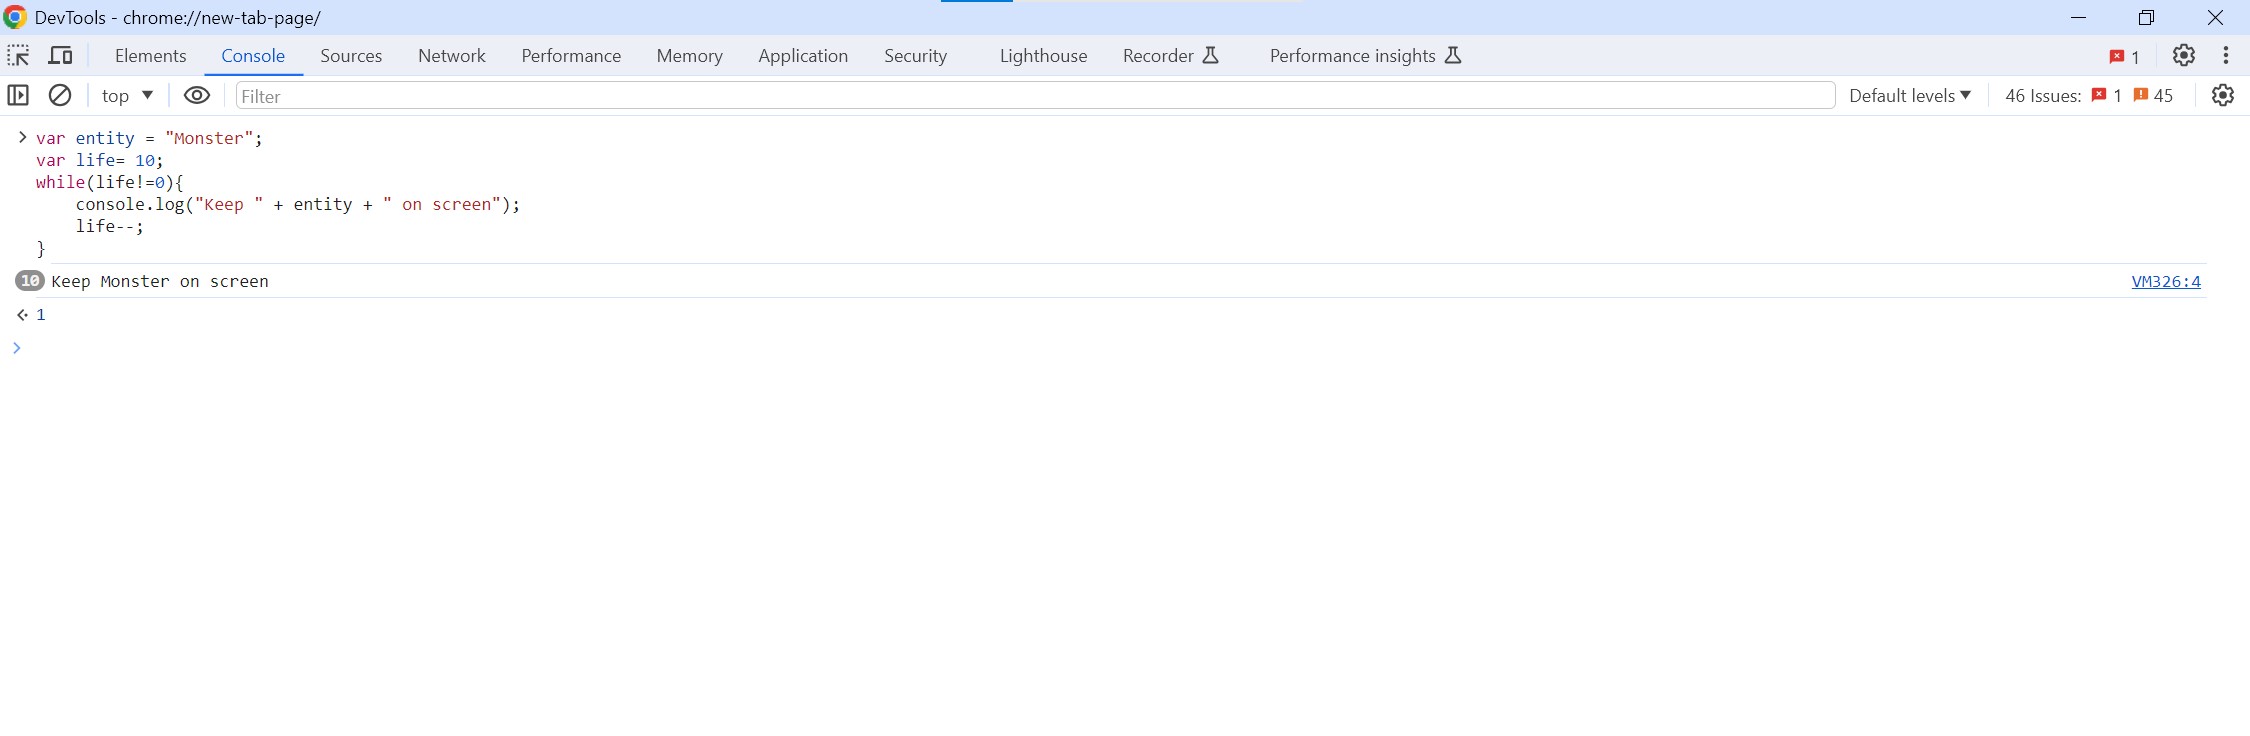 DevTools - chrome://new-tab-page/
Elements Console Sources Network Performance Memory Application Security Lighthouse Recorder Performance insights 1
top Filter Default levels 46 Issues: 1 45
var entity = "Monster";
var life= 10;
while(life!=0){
    console.log("Keep " + entity + " on screen");
    life--;
}
10 Keep Monster on screen VM326:4
1